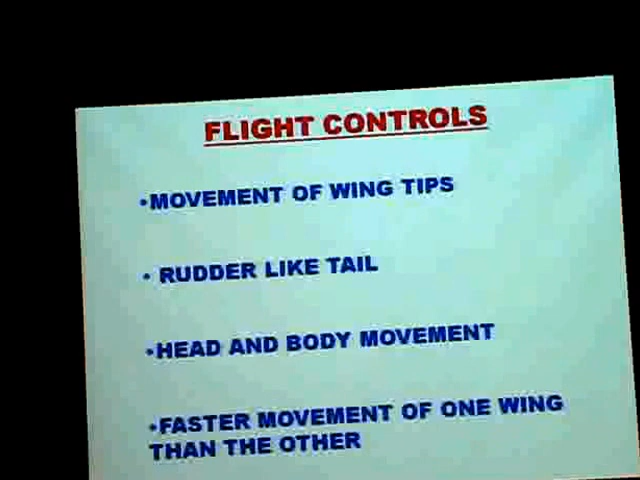 FLIGHT CONTROLS
•MOVEMENT OF WING TIPS
• RUDDER LIKE TAIL
•HEAD AND BODY MOVEMENT
•FASTER MOVEMENT OF ONE WING
THAN THE OTHER